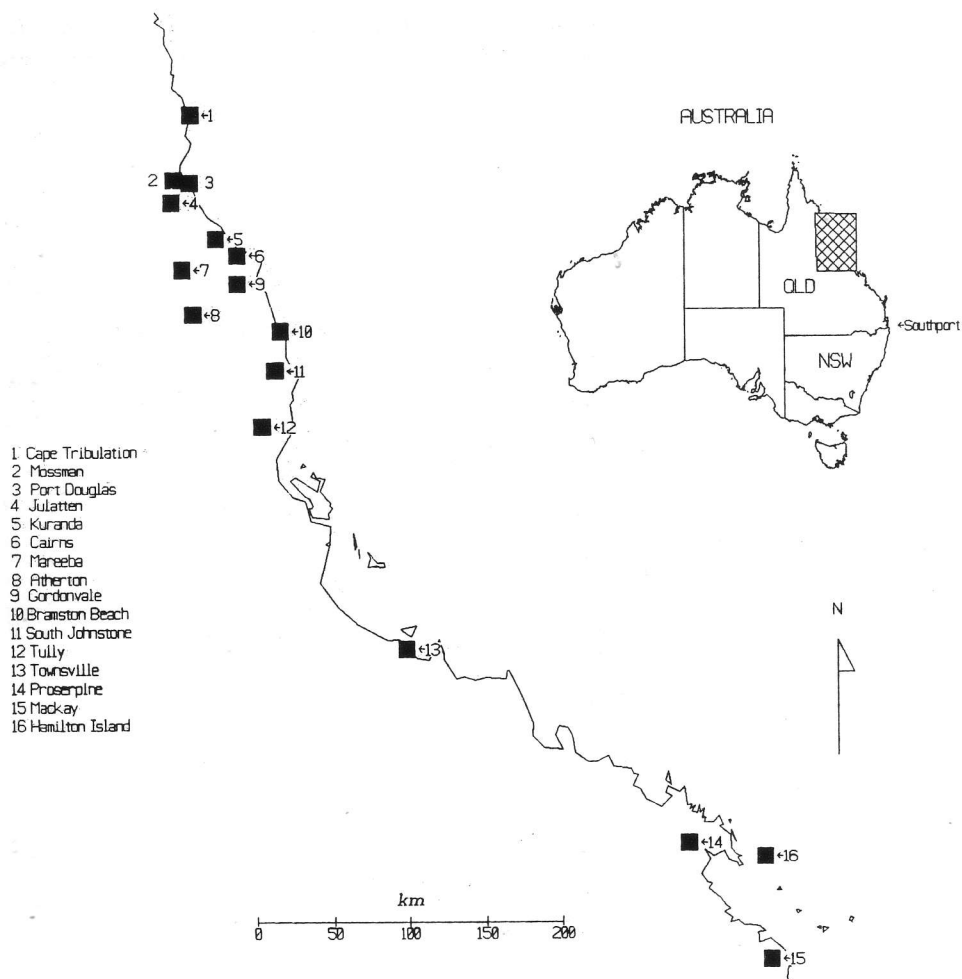 ←1
AUSTRALIA
2
3
←4
←5
←6
←7
←9
←8
QLD
←10
←Southport
NSW
←11
←12
1 Cape Tribulation
2 Mossman
3 Port Douglas
4 Julatten
5 Kuranda
6 Cairns
7 Mareeba
8 Atherton
9 Gordonvale
10 Bramston Beach
11 South Johnstone
12 Tully
13 Townsville
14 Proserpine
15 Mackay
16 Hamilton Island
N
←13
←14
←16
km
0 50 100 150 200
←15